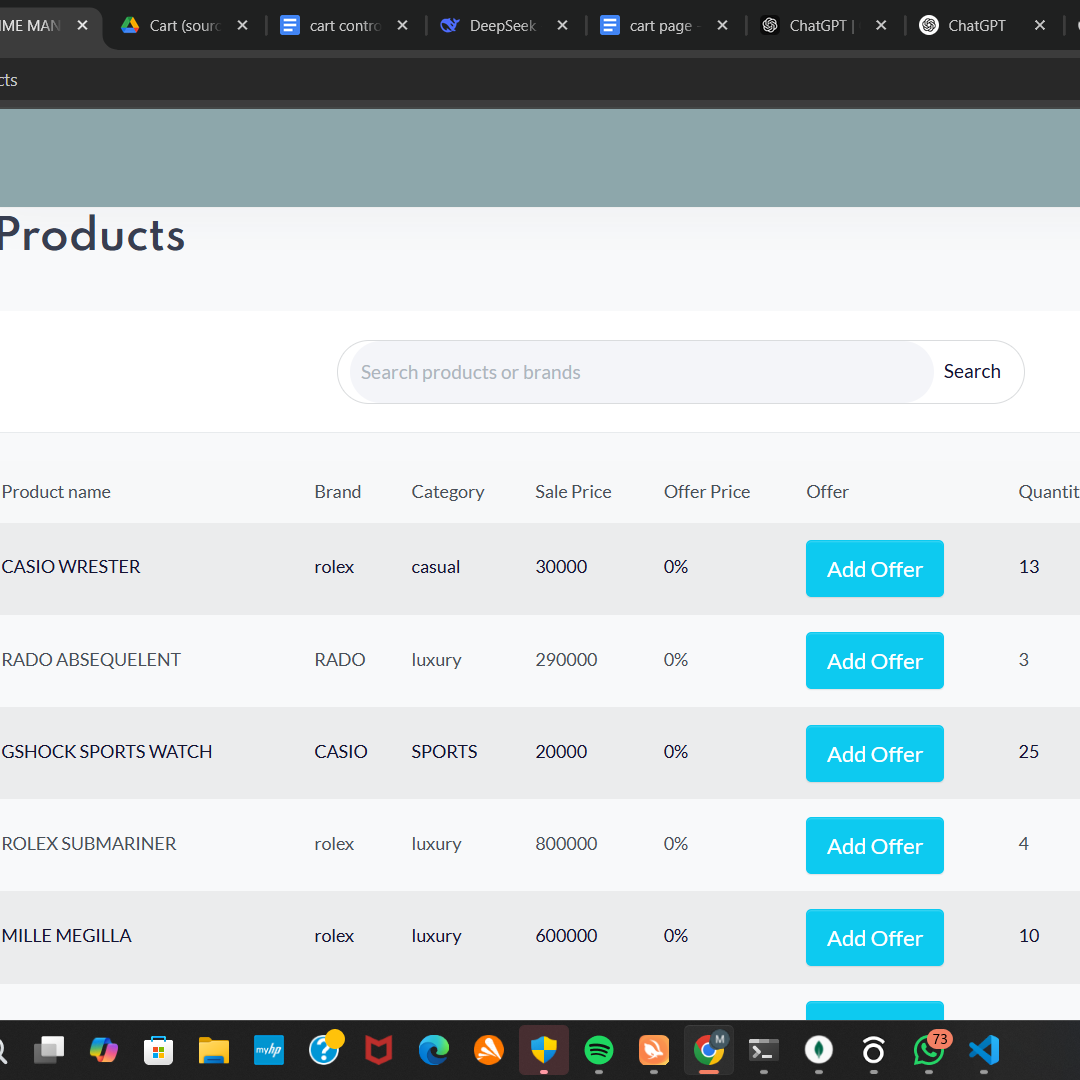 IME MAN Cart (sourc cart contro DeepSeek cart page - ChatGPT | ChatGPT
cts
Products
Search products or brands Search
Product name Brand Category Sale Price Offer Price Offer Quantit
CASIO WRESTER rolex casual 30000 0% Add Offer 13
RADO ABSEQUELENT RADO luxury 290000 0% Add Offer 3
GSHOCK SPORTS WATCH CASIO SPORTS 20000 0% Add Offer 25
ROLEX SUBMARINER rolex luxury 800000 0% Add Offer 4
MILLE MEGILLA rolex luxury 600000 0% Add Offer 10
myhp ? M 73